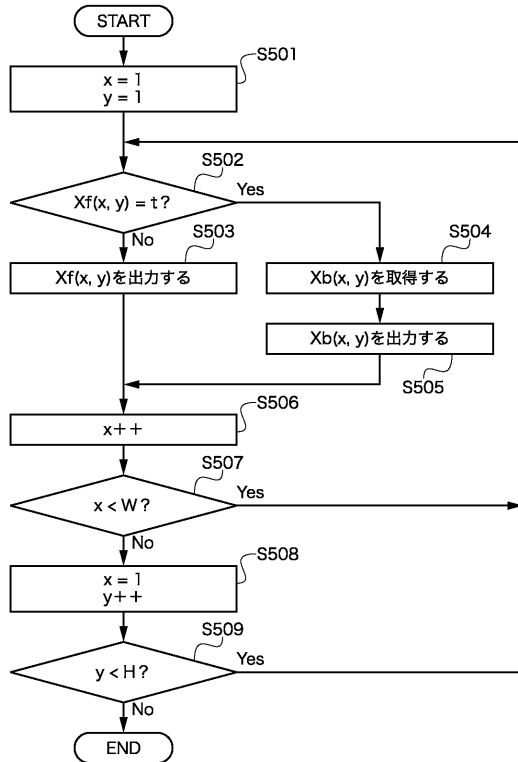 START
S501
x = 1
y = 1
S502
Xf(x, y) = t?
Yes
No
S503
Xf(x, y)を出力する
S504
Xb(x, y)を取得する
Xb(x, y)を出力する
S505
S506
x++
S507
x < W?
Yes
No
S508
x = 1
y++
S509
y < H?
Yes
No
END